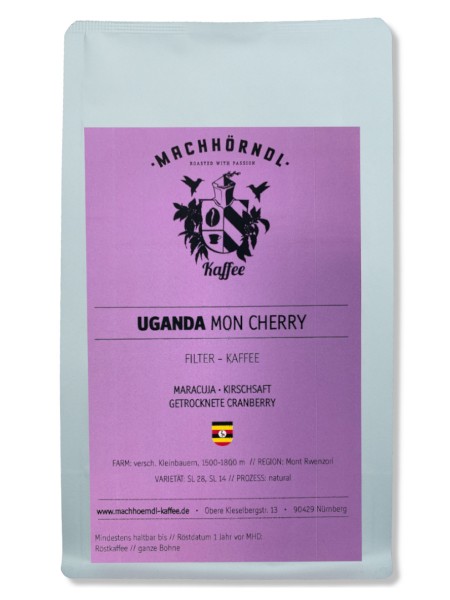 ·MACHHÖRNDL·
ROASTED WITH PASSION
Kaffee
UGANDA MON CHERRY
FILTER - KAFFEE
MARACUJA - KIRSCHSAFT
GETROCKNETE CRANBERRY
FARM: versch. Kleinbauern, 1500-1800 m // REGION: Mont Rwenzori
VARIETÄT: SL 28, SL 14 // PROZESS: natural
www.machhoerndl-kaffee.de • Obere Kieselbergstr. 13 • 90429 Nürnberg
Mindestens haltbar bis // Röstdatum 1 Jahr vor MHD:
Röstkaffee // ganze Bohne